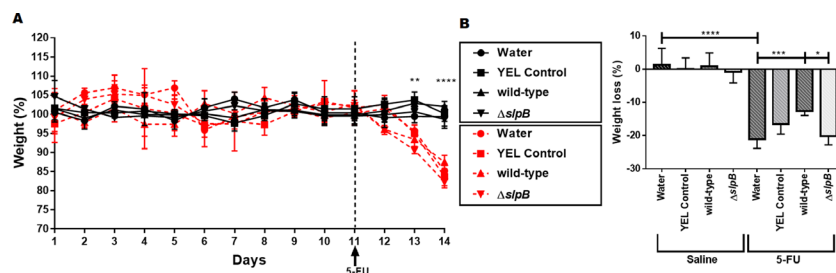 A
Weight (%)
120
115
110
105
100
95
90
85
80
75
70
1 2 3 4 5 6 7 8 9 10 11 12 13 14
Days
5-FU
** ****
Water
YEL Control
wild-type
ΔslpB
Water
YEL Control
wild-type
ΔslpB
B
Weight loss (%)
10
0
-10
-20
-30
**** *** *
Water YEL Control wild-type ΔslpB Water YEL Control wild-type ΔslpB
Saline 5-FU